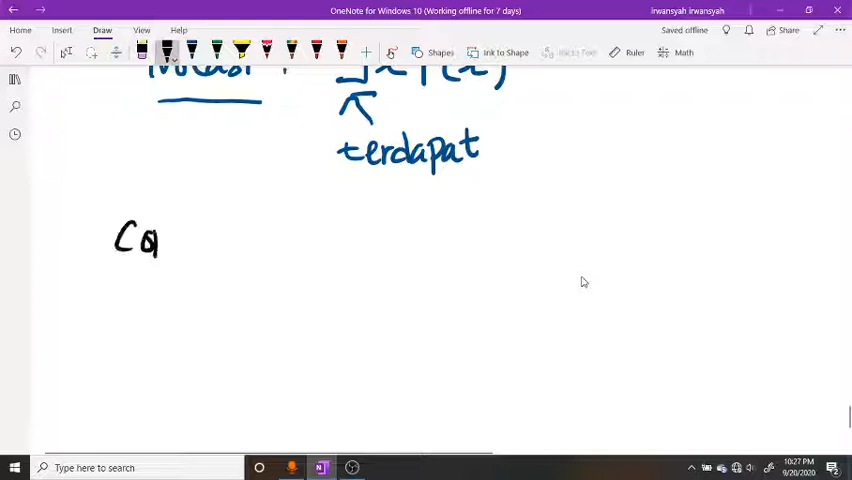 OneNote for Windows 10 (Working offline for 7 days)
irwansyah irwansyah
Home Insert Draw View Help
Saved offline Share
Shapes Ink to Shape Ink to Text Ruler Math
∃x P(x)
terdapat
Type here to search
10:27 PM
9/20/2020
2